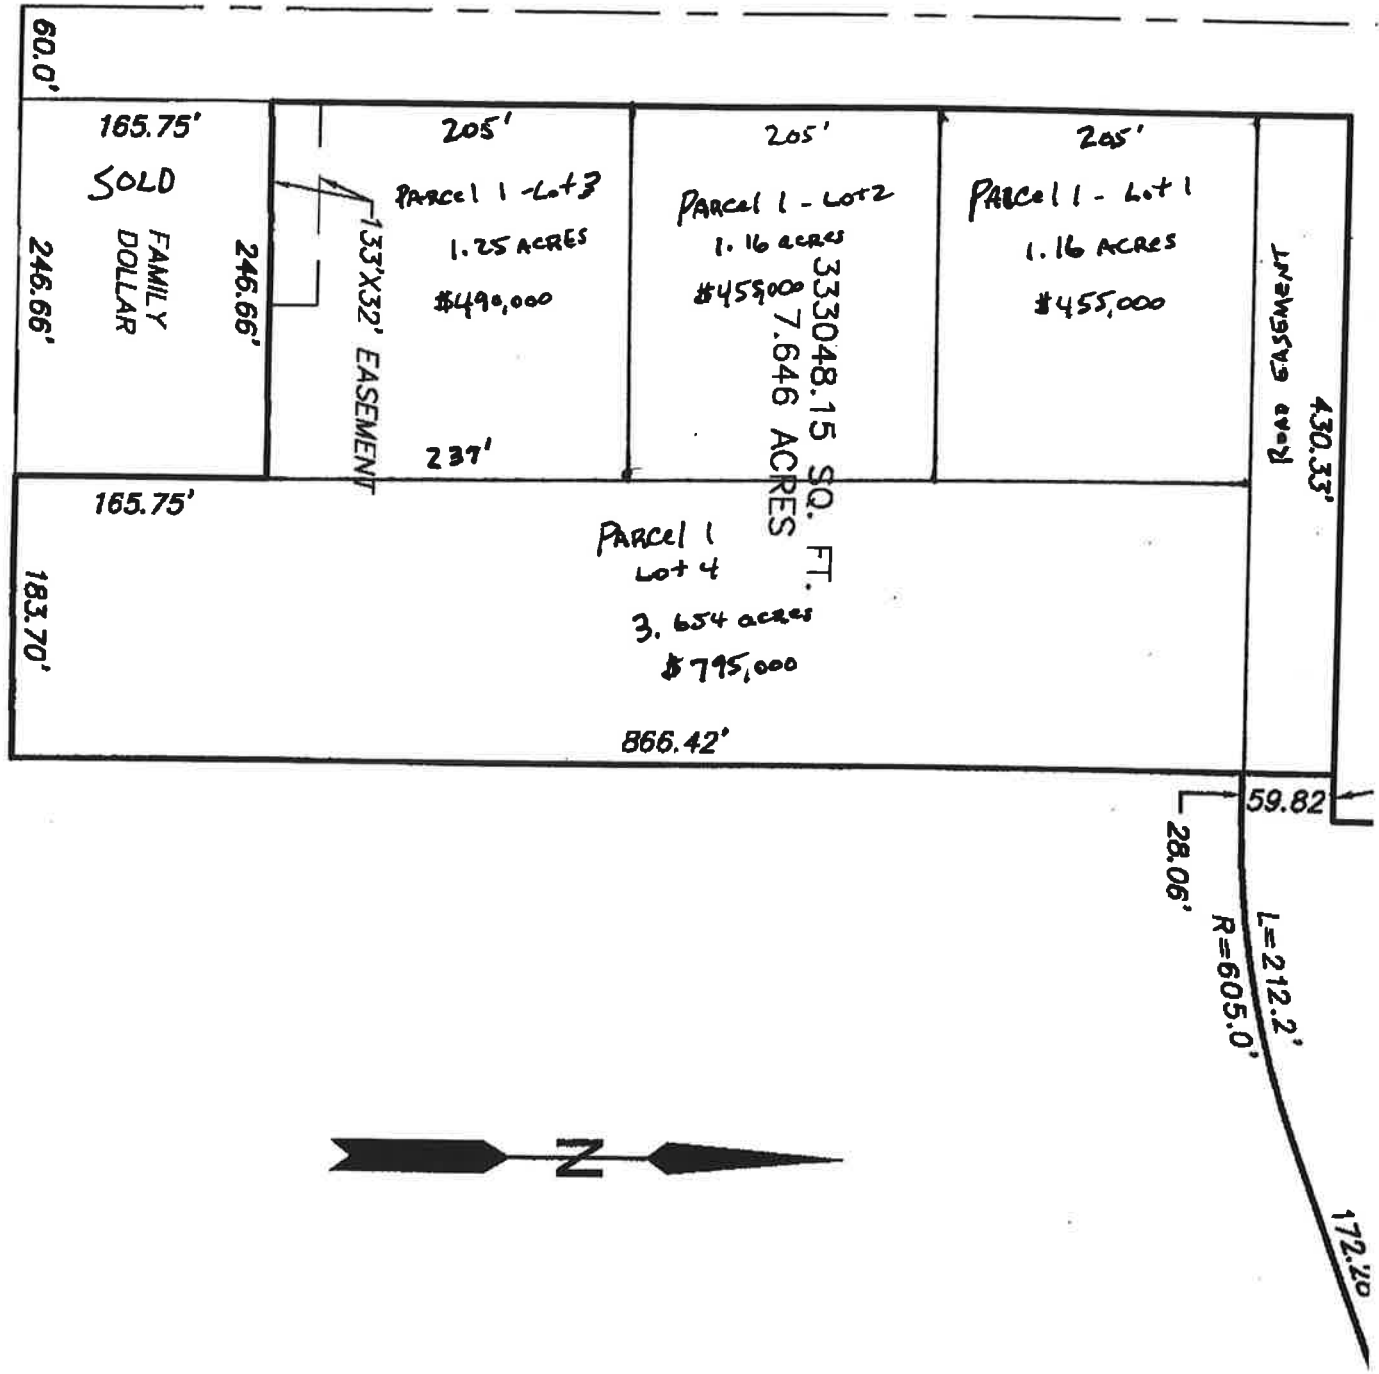 60.0'
165.75'
SOLD
FAMILY
DOLLAR
246.66'
246.66'
165.75'
183.70'
133'X32' EASEMENT
205'
PARCEL 1 - Lot 3
1.25 ACRES
$490,000
237'
205'
PARCEL 1 - Lot 2
1.16 acres
$455,000
333048.15 SQ. FT.
7.646 ACRES
205'
PARCEL 1 - Lot 1
1.16 ACRES
$455,000
ROAD EASEMENT
430.33'
PARCEL 1
Lot 4
3.654 acres
$795,000
866.42'
59.82
28.06'
L=212.2'
R=605.0'
172.20
N